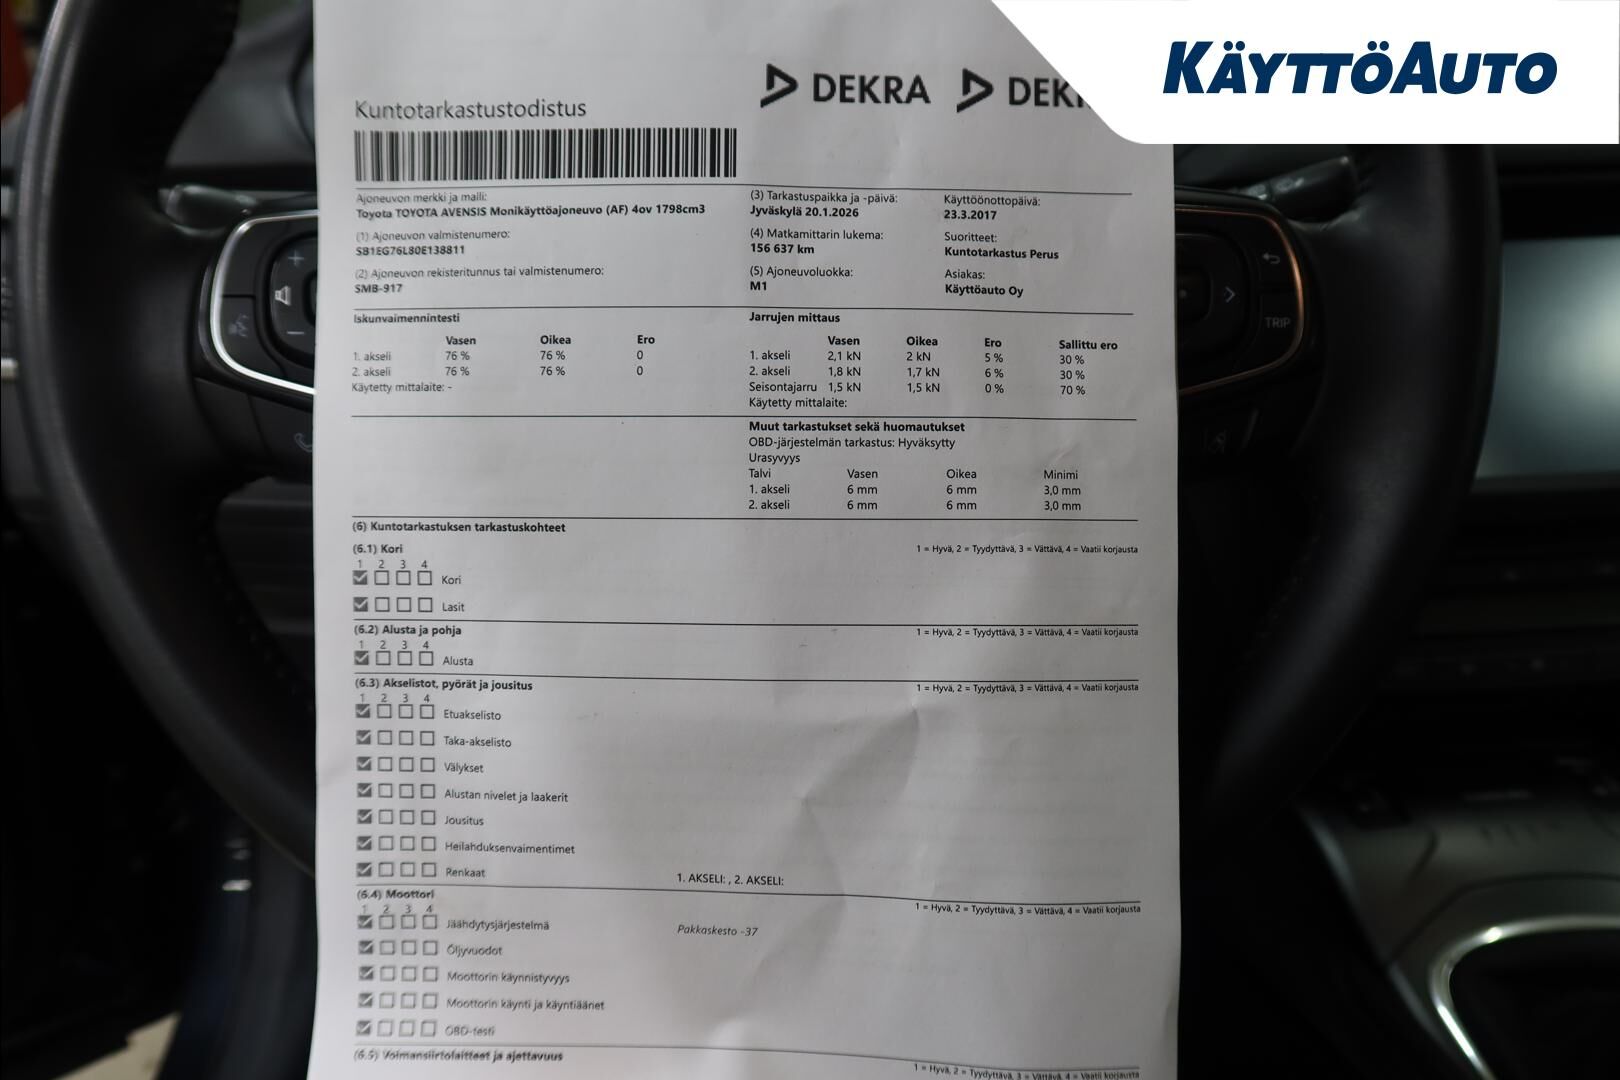 KÄYTTÖAUTO
DEKRA DEK
Kuntotarkastustodistus
Ajoneuvon merkki ja malli:
Toyota TOYOTA AVENSIS Monikäyttöajoneuvo (AF) 4ov 1798cm3
(1) Ajoneuvon valmistenumero:
SB1EG76L80E138811
(2) Ajoneuvon rekisteritunnus tai valmistenumero:
SMB-917
(3) Tarkastuspaikka ja -päivä:
Jyväskylä 20.1.2026
(4) Matkamittarin lukema:
156 637 km
(5) Ajoneuvoluokka:
M1
Käyttöönottopäivä:
23.3.2017
Suoritteet:
Kuntotarkastus Perus
Asiakas:
Käyttöauto Oy
Iskunvaimennintesti
Vasen Oikea Ero
1. akseli 76 % 76 % 0
2. akseli 76 % 76 % 0
Käytetty mittalaite: -
Jarrujen mittaus
Vasen Oikea Ero Sallittu ero
1. akseli 2,1 kN 2 kN 5 % 30 %
2. akseli 1,8 kN 1,7 kN 6 % 30 %
Seisontajarru 1,5 kN 1,5 kN 0 % 70 %
Käytetty mittalaite:
Muut tarkastukset sekä huomautukset
OBD-järjestelmän tarkastus: Hyväksytty
Urasyvyys
Talvi Vasen Oikea Minimi
1. akseli 6 mm 6 mm 3,0 mm
2. akseli 6 mm 6 mm 3,0 mm
(6) Kuntotarkastuksen tarkastuskohteet
(6.1) Kori 1 = Hyvä, 2 = Tyydyttävä, 3 = Vättävä, 4 = Vaatii korjausta
1 2 3 4
Kori
Lasit
(6.2) Alusta ja pohja 1 = Hyvä, 2 = Tyydyttävä, 3 = Vättävä, 4 = Vaatii korjausta
1 2 3 4
Alusta
(6.3) Akselistot, pyörät ja jousitus 1 = Hyvä, 2 = Tyydyttävä, 3 = Vättävä, 4 = Vaatii korjausta
1 2 3 4
Etuakselisto
Taka-akselisto
Välykset
Alustan nivelet ja laakerit
Jousitus
Heilahduksenvaimentimet
Renkaat 1. AKSELI: , 2. AKSELI:
(6.4) Moottori 1 = Hyvä, 2 = Tyydyttävä, 3 = Vättävä, 4 = Vaatii korjausta
1 2 3 4
Jäähdytysjärjestelmä Pakkaskesto -37
Öljyvuodot
Moottorin käynnistyvyys
Moottorin käynti ja käyntiäänet
OBD-testi
(6.5) Voimansiirtolaitteet ja ajettavuus 1 = Hyvä, 2 = Tyydyttävä, 3 = Vättävä, 4 = Vaatii korjausta
TRIP